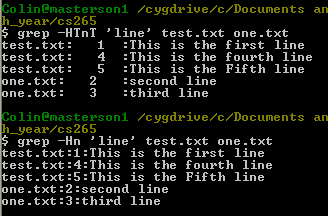 Colin@masterson1 /cygdrive/c/Documents an
h_year/cs265
$ grep -HTnT 'line' test.txt one.txt
test.txt:   1  :This is the first line
test.txt:   4  :This is the fourth line
test.txt:   5  :This is the Fifth line
one.txt:   2   :second line
one.txt:   3   :third line
Colin@masterson1 /cygdrive/c/Documents an
h_year/cs265
$ grep -Hn 'line' test.txt one.txt
test.txt:1:This is the first line
test.txt:4:This is the fourth line
test.txt:5:This is the Fifth line
one.txt:2:second line
one.txt:3:third line